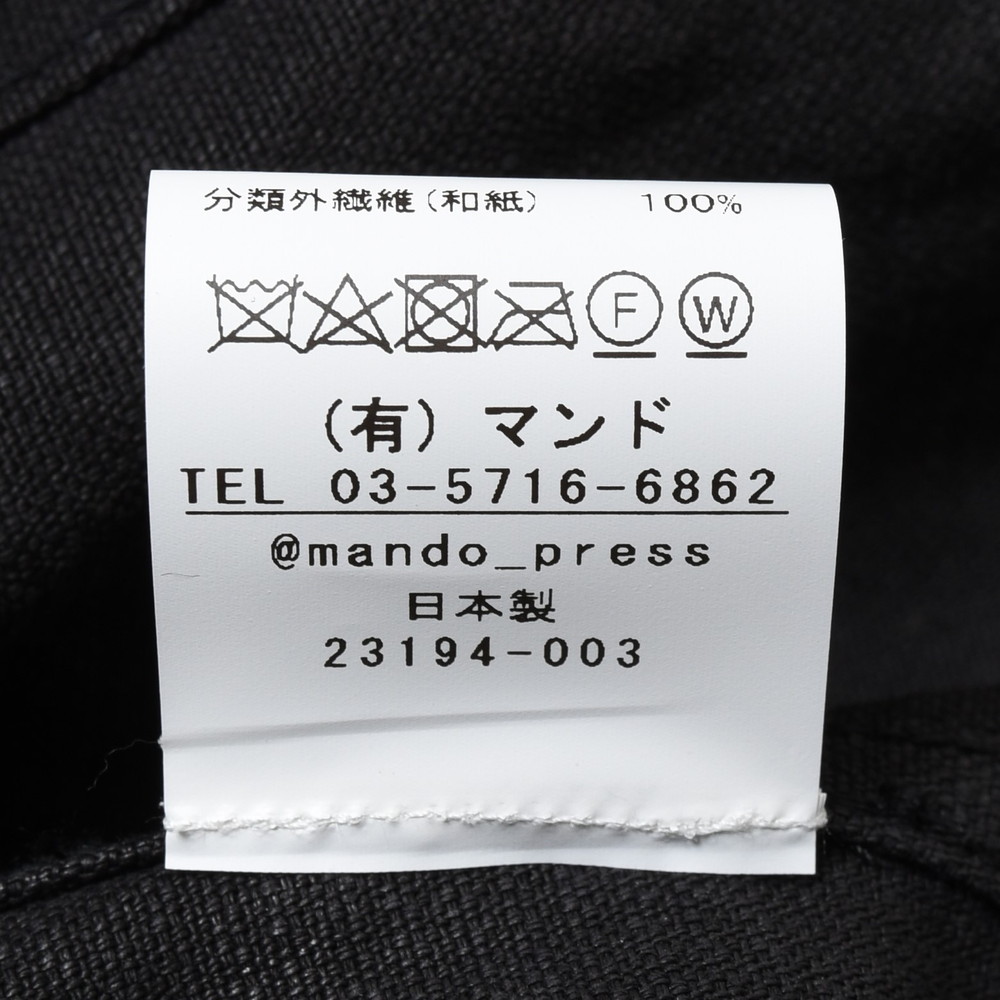 分類外繊維(和紙) 100%
F W
(有) マンド
TEL 03-5716-6862
@mando_press
日本製
23194-003